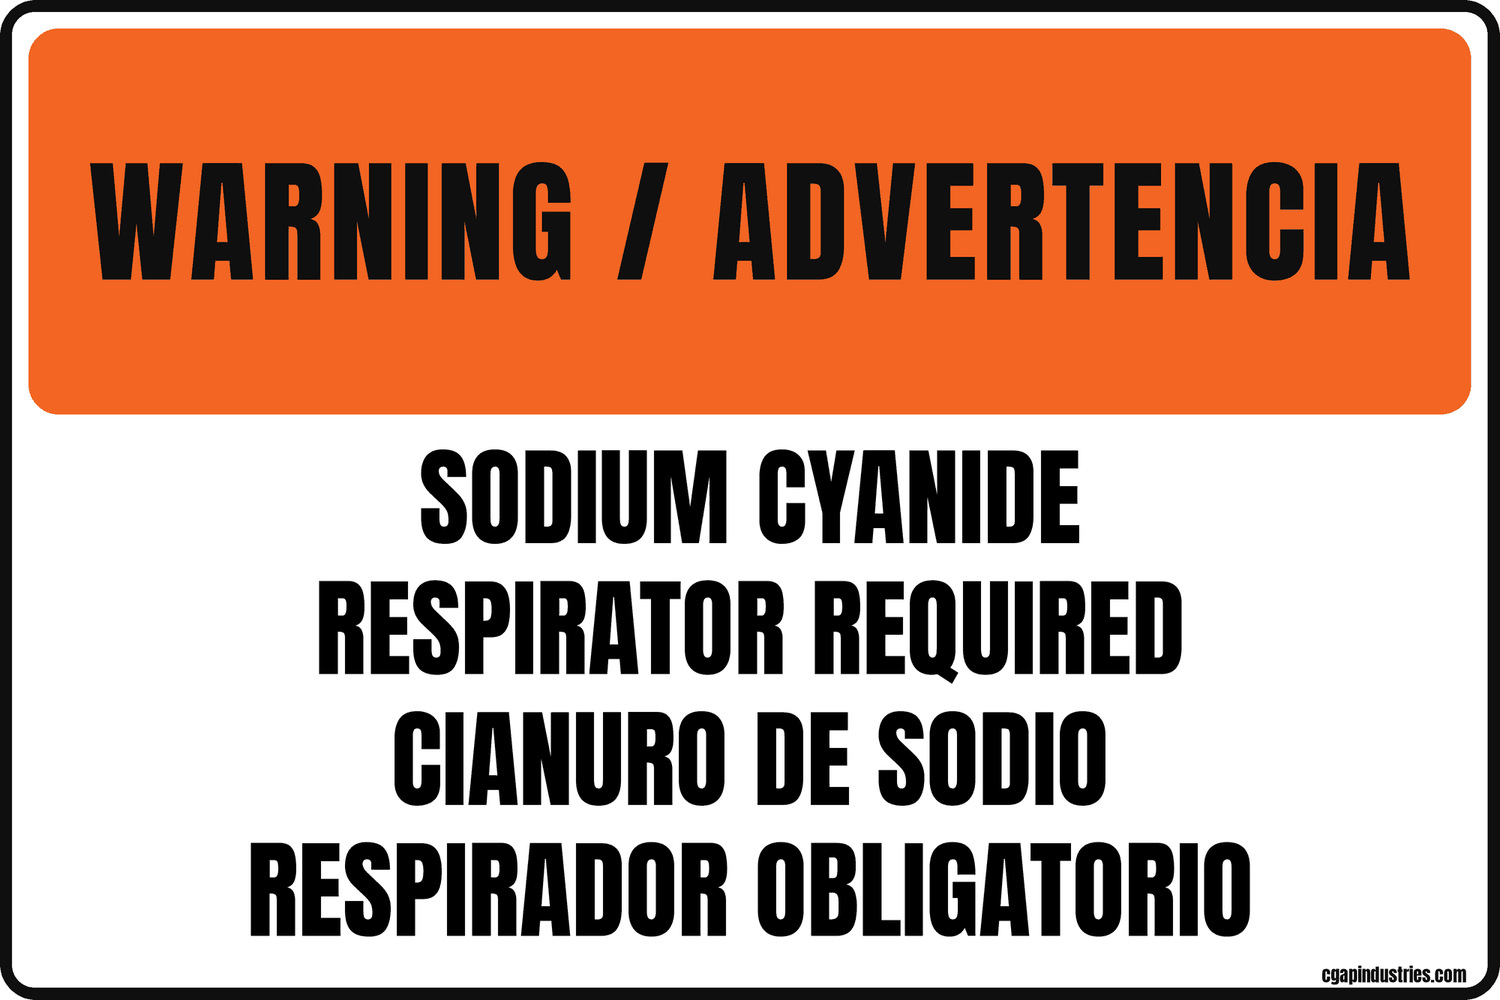 WARNING / ADVERTENCIA
SODIUM CYANIDE
RESPIRATOR REQUIRED
CIANURO DE SODIO
RESPIRADOR OBLIGATORIO
cgapindustries.com